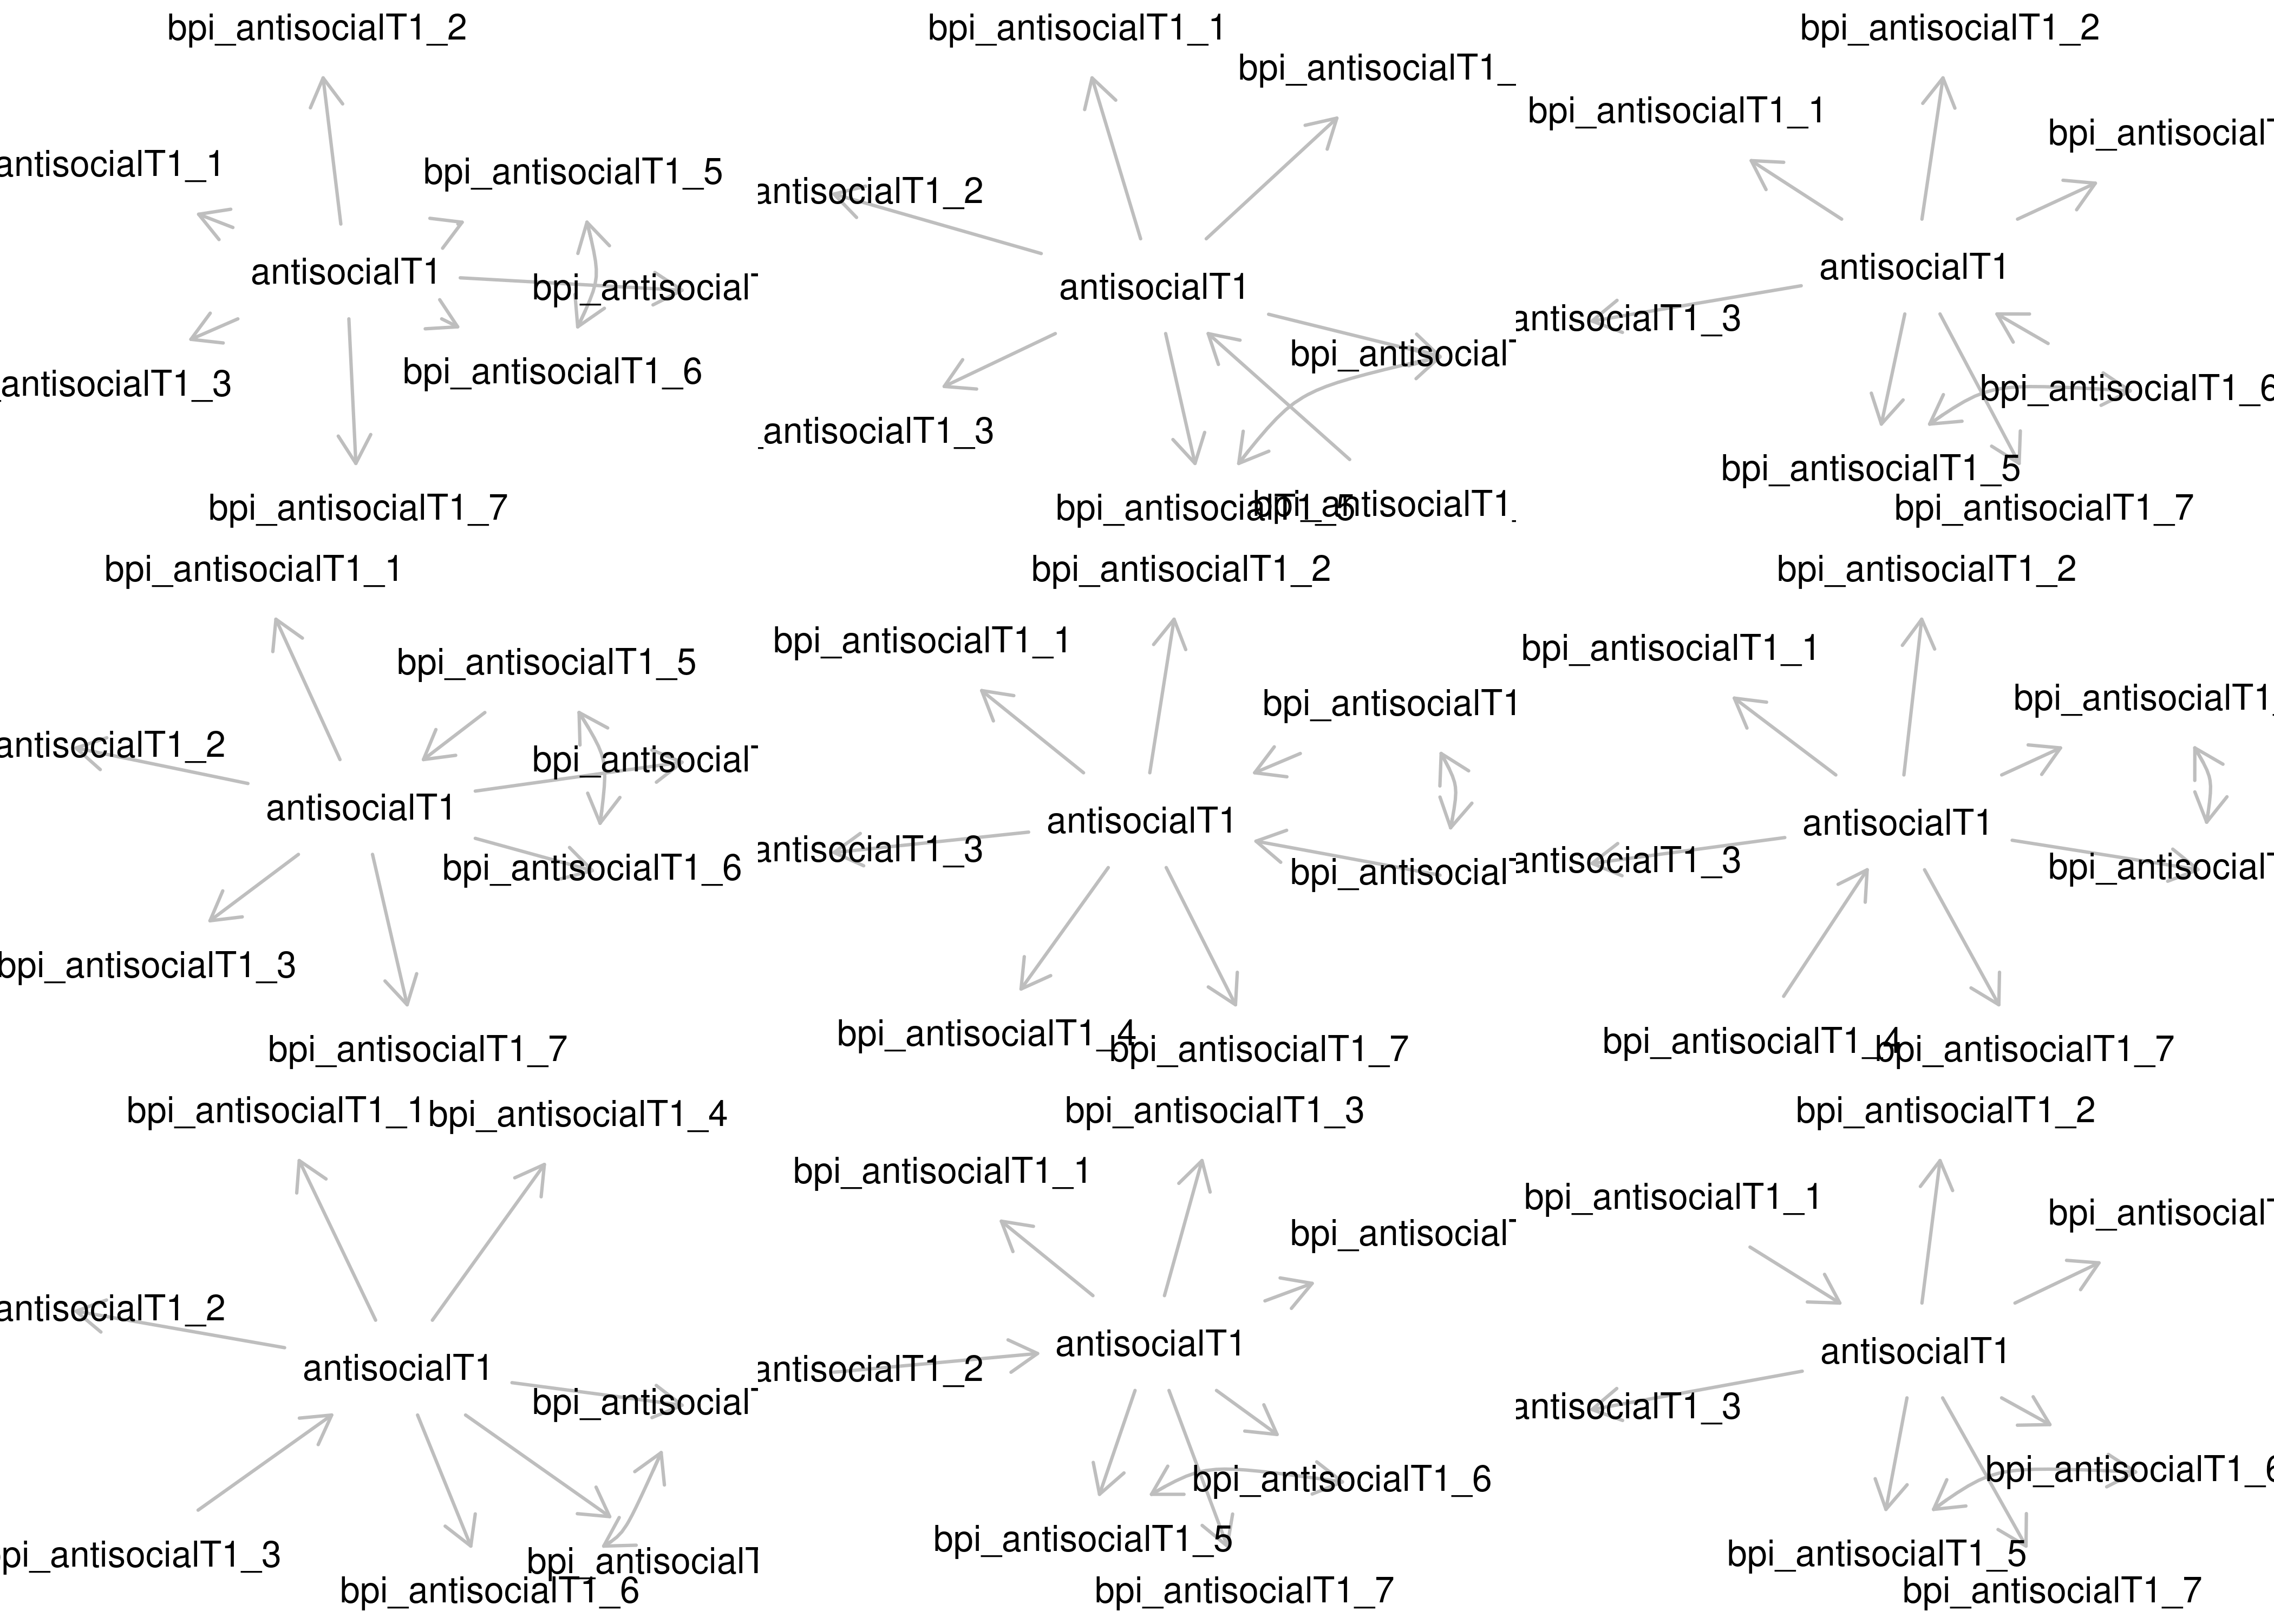 bpi_antisocialT1_2
antisocialT1_1
bpi_antisocialT1_5
antisocialT1
bpi_antisocial
_antisocialT1_3
bpi_antisocialT1_6
bpi_antisocialT1_7
bpi_antisocialT1_1
bpi_antisocialT1_
antisocialT1_2
antisocialT1
bpi_antisocial
_antisocialT1_3
bpi_antisocialT1_5
bpi_antisocialT1_
bpi_antisocialT1_2
bpi_antisocialT1_1
bpi_antisocial
antisocialT1
antisocialT1_3
bpi_antisocialT1_6
bpi_antisocialT1_5
bpi_antisocialT1_7
bpi_antisocialT1_1
bpi_antisocialT1_5
antisocialT1_2
bpi_antisocial
antisocialT1
bpi_antisocialT1_6
bpi_antisocialT1_3
bpi_antisocialT1_7
bpi_antisocialT1_2
bpi_antisocialT1_1
bpi_antisocialT1
antisocialT1
antisocialT1_3
bpi_antisocial
bpi_antisocialT1_4
bpi_antisocialT1_7
bpi_antisocialT1_2
bpi_antisocialT1_1
bpi_antisocialT1_
antisocialT1
antisocialT1_3
bpi_antisocial
bpi_antisocialT1_4
bpi_antisocialT1_7
bpi_antisocialT1_1
bpi_antisocialT1_4
antisocialT1_2
antisocialT1
bpi_antisocial
pi_antisocialT1_3
bpi_antisocialT
bpi_antisocialT1_6
bpi_antisocialT1_3
bpi_antisocialT1_1
bpi_antisocial
antisocialT1
antisocialT1_2
bpi_antisocialT1_6
bpi_antisocialT1_5
bpi_antisocialT1_7
bpi_antisocialT1_2
bpi_antisocialT1_1
bpi_antisocial
antisocialT1
antisocialT1_3
bpi_antisocialT1_6
bpi_antisocialT1_5
bpi_antisocialT1_7